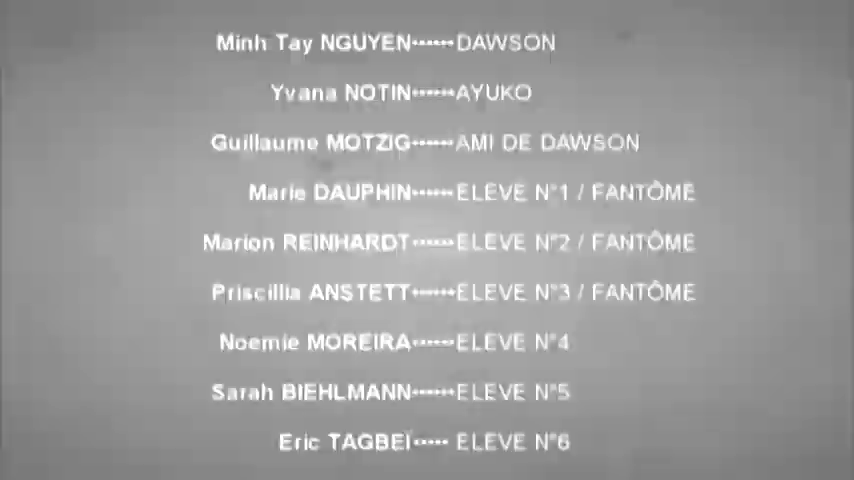 Minh Tay NGUYEN······DAWSON
Yvana NOTIN······AYUKO
Guillaume MOTZIG······AMI DE DAWSON
Marie DAUPHIN······ELEVE N°1 / FANTÔME
Marion REINHARDT······ELEVE N°2 / FANTÔME
Priscillia ANSTETT······ELEVE N°3 / FANTÔME
Noemie MOREIRA······ELEVE N°4
Sarah BIEHLMANN······ELEVE N°5
Eric TAGBEÏ····· ELEVE N°6